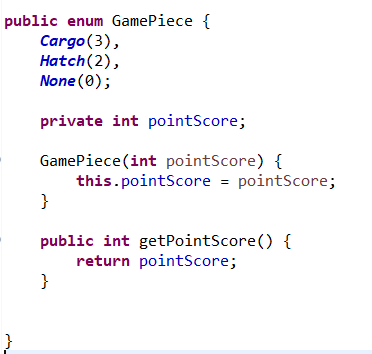 public enum GamePiece {
    Cargo(3),
    Hatch(2),
    None(0);

    private int pointScore;

    GamePiece(int pointScore) {
        this.pointScore = pointScore;
    }

    public int getPointScore() {
        return pointScore;
    }


}